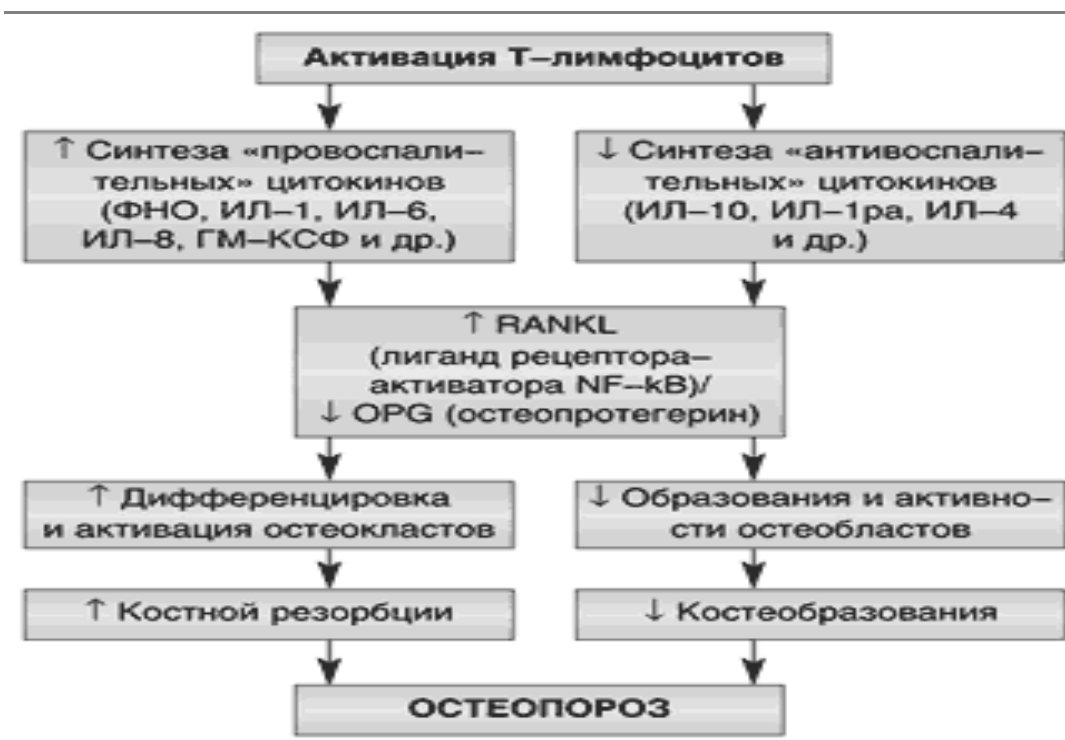 Активация Т–лимфоцитов
↑ Синтеза «провоспали–
тельных» цитокинов
(ФНО, ИЛ–1, ИЛ–6,
ИЛ–8, ГМ–КСФ и др.)
↓ Синтеза «антивоспали–
тельных» цитокинов
(ИЛ–10, ИЛ–1ра, ИЛ–4
и др.)
↑ RANKL
(лиганд рецептора–
активатора NF–kB)/
↓ OPG (остеопротегерин)
↑ Дифференцировка
и активация остеокластов
↓ Образования и активно–
сти остеобластов
↑ Костной резорбции
↓ Костеобразования
ОСТЕОПОРОЗ